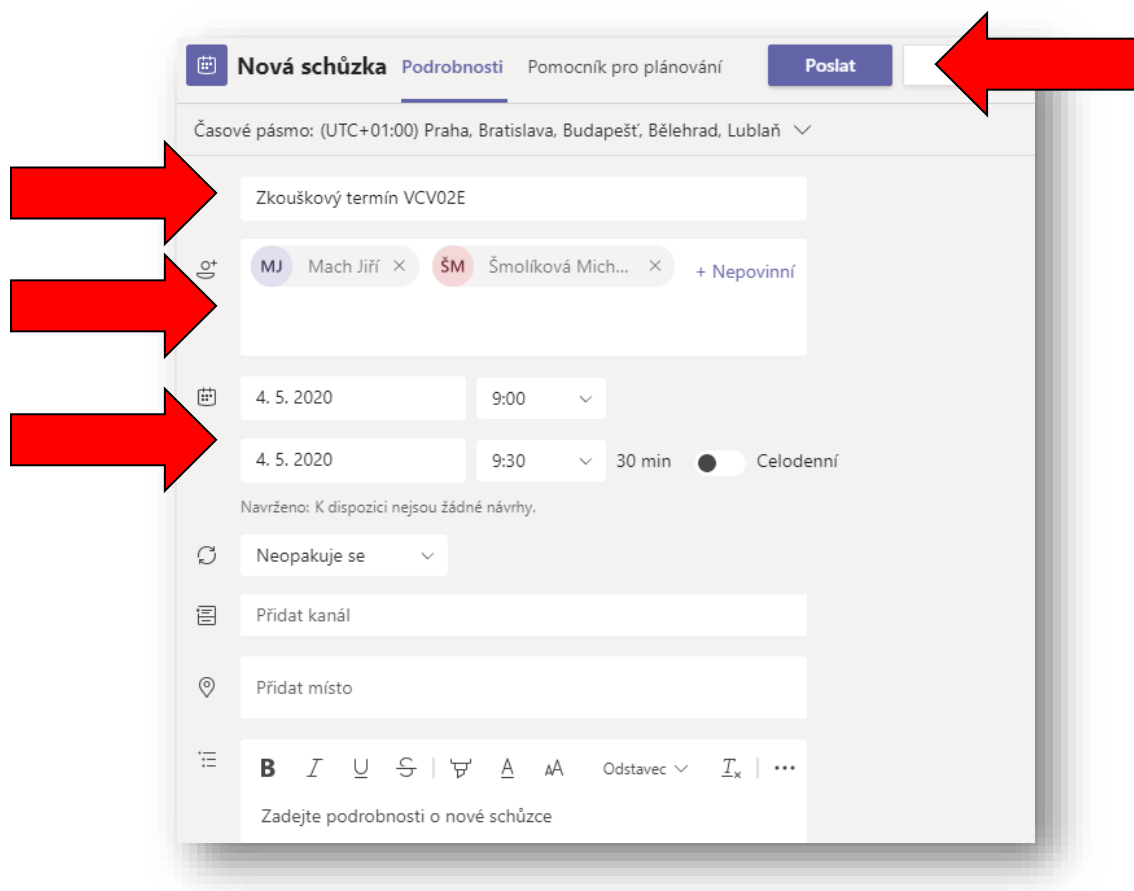 Nová schůzka Podrobnosti Pomocník pro plánování Poslat
Časové pásmo: (UTC+01:00) Praha, Bratislava, Budapešť, Bělehrad, Lublaň
Zkouškový termín VCV02E
MJ Mach Jiří × ŠM Šmolíková Mich... × + Nepovinní
4. 5. 2020 9:00
4. 5. 2020 9:30 30 min Celodenní
Navrženo: K dispozici nejsou žádné návrhy.
Neopakuje se
Přidat kanál
Přidat místo
B I U S A AA Odstavec Tx ...
Zadejte podrobnosti o nové schůzce